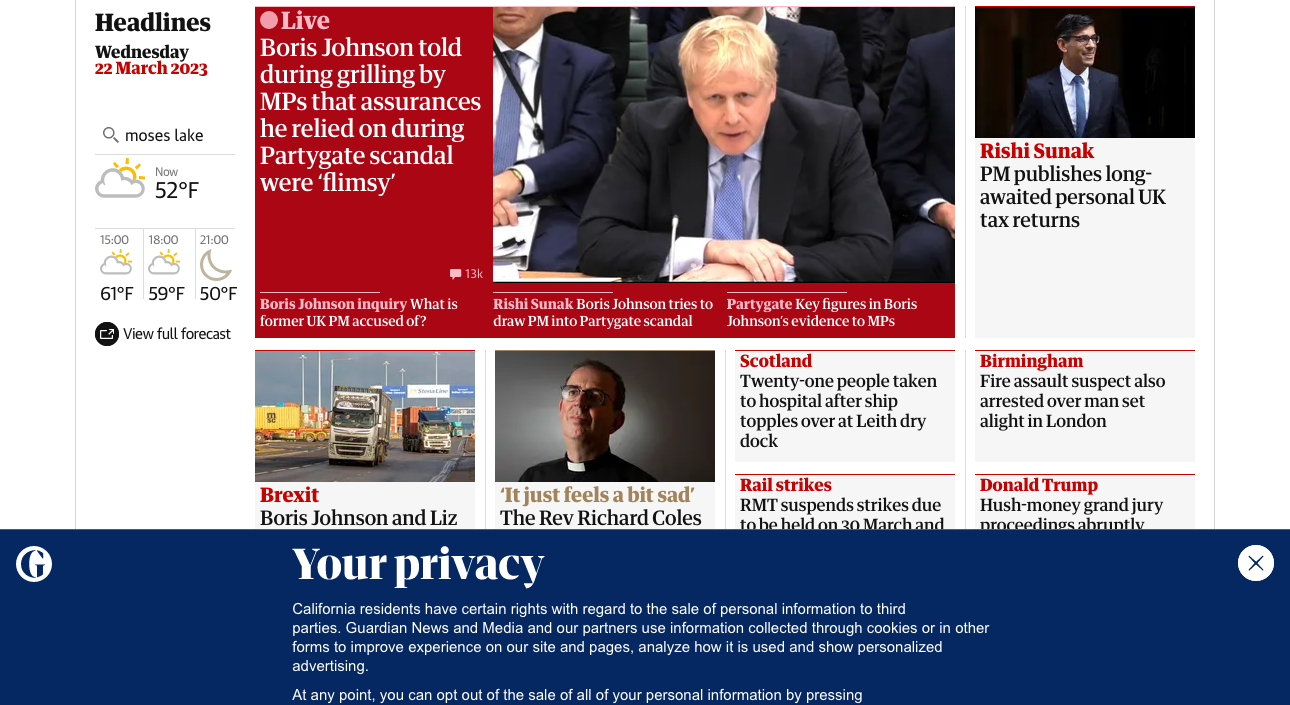 Headlines
Wednesday
22 March 2023
moses lake
Now
52°F
15:00
18:00
21:00
61°F
59°F
50°F
View full forecast
Live
Boris Johnson told
during grilling by
MPs that assurances
he relied on during
Partygate scandal
were ‘flimsy’
13k
Boris Johnson inquiry What is
former UK PM accused of?
Rishi Sunak Boris Johnson tries to
draw PM into Partygate scandal
Partygate Key figures in Boris
Johnson's evidence to MPs
Rishi Sunak
PM publishes long-
awaited personal UK
tax returns
Brexit
Boris Johnson and Liz
‘It just feels a bit sad’
The Rev Richard Coles
Scotland
Twenty-one people taken
to hospital after ship
topples over at Leith dry
dock
Birmingham
Fire assault suspect also
arrested over man set
alight in London
Rail strikes
RMT suspends strikes due
to be held on 30 March and
Donald Trump
Hush-money grand jury
proceedings abruptly
Your privacy
California residents have certain rights with regard to the sale of personal information to third
parties. Guardian News and Media and our partners use information collected through cookies or in other
forms to improve experience on our site and pages, analyze how it is used and show personalized
advertising.
At any point, you can opt out of the sale of all of your personal information by pressing